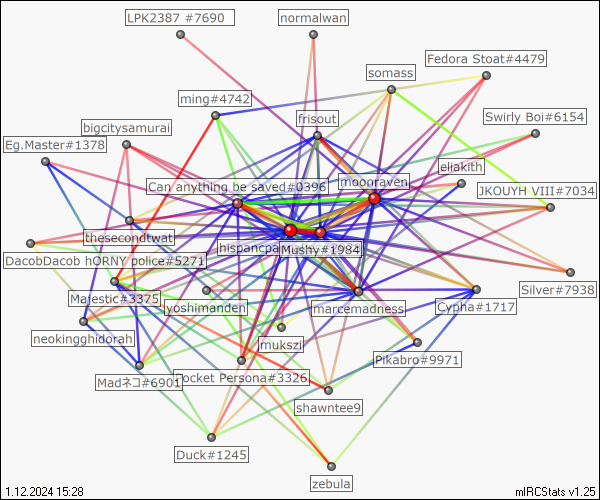 LPK2387 #7690
normalwan
Fedora Stoat#4479
somass
ming#4742
frisout
Swirly Boi#6154
bigcitysamurai
Eg.Master#1378
eliakith
moonraven
Can anything be saved#0396
JKOUYH VIII#7034
thesecondtwat
hispancpa
Mushy#1984
DacobDacob hORNY police#5271
Silver#7938
Majestic#3375
yoshimanden
marcemadness
Cypha#1717
neokingghidorah
mukszi
Pikabro#9971
Madネコ#6901
Pocket Persona#3326
shawntee9
Duck#1245
zebula
1.12.2024 15:28
mIRCStats v1.25